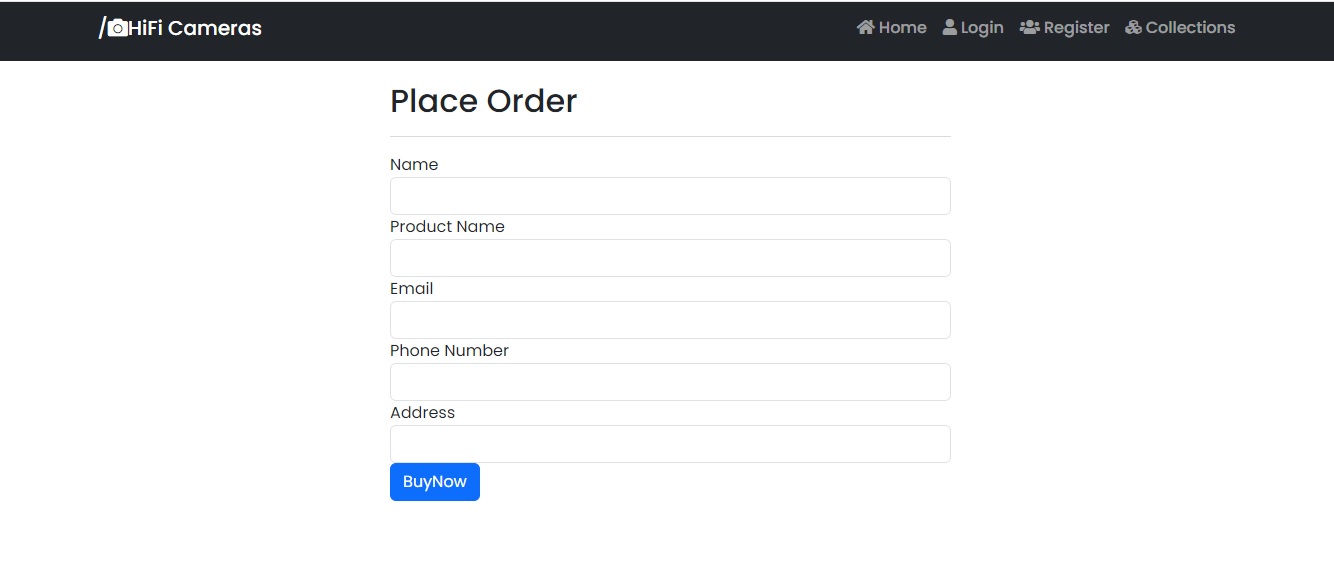 /HiFi Cameras
Home Login Register Collections
Place Order
Name
Product Name
Email
Phone Number
Address
BuyNow